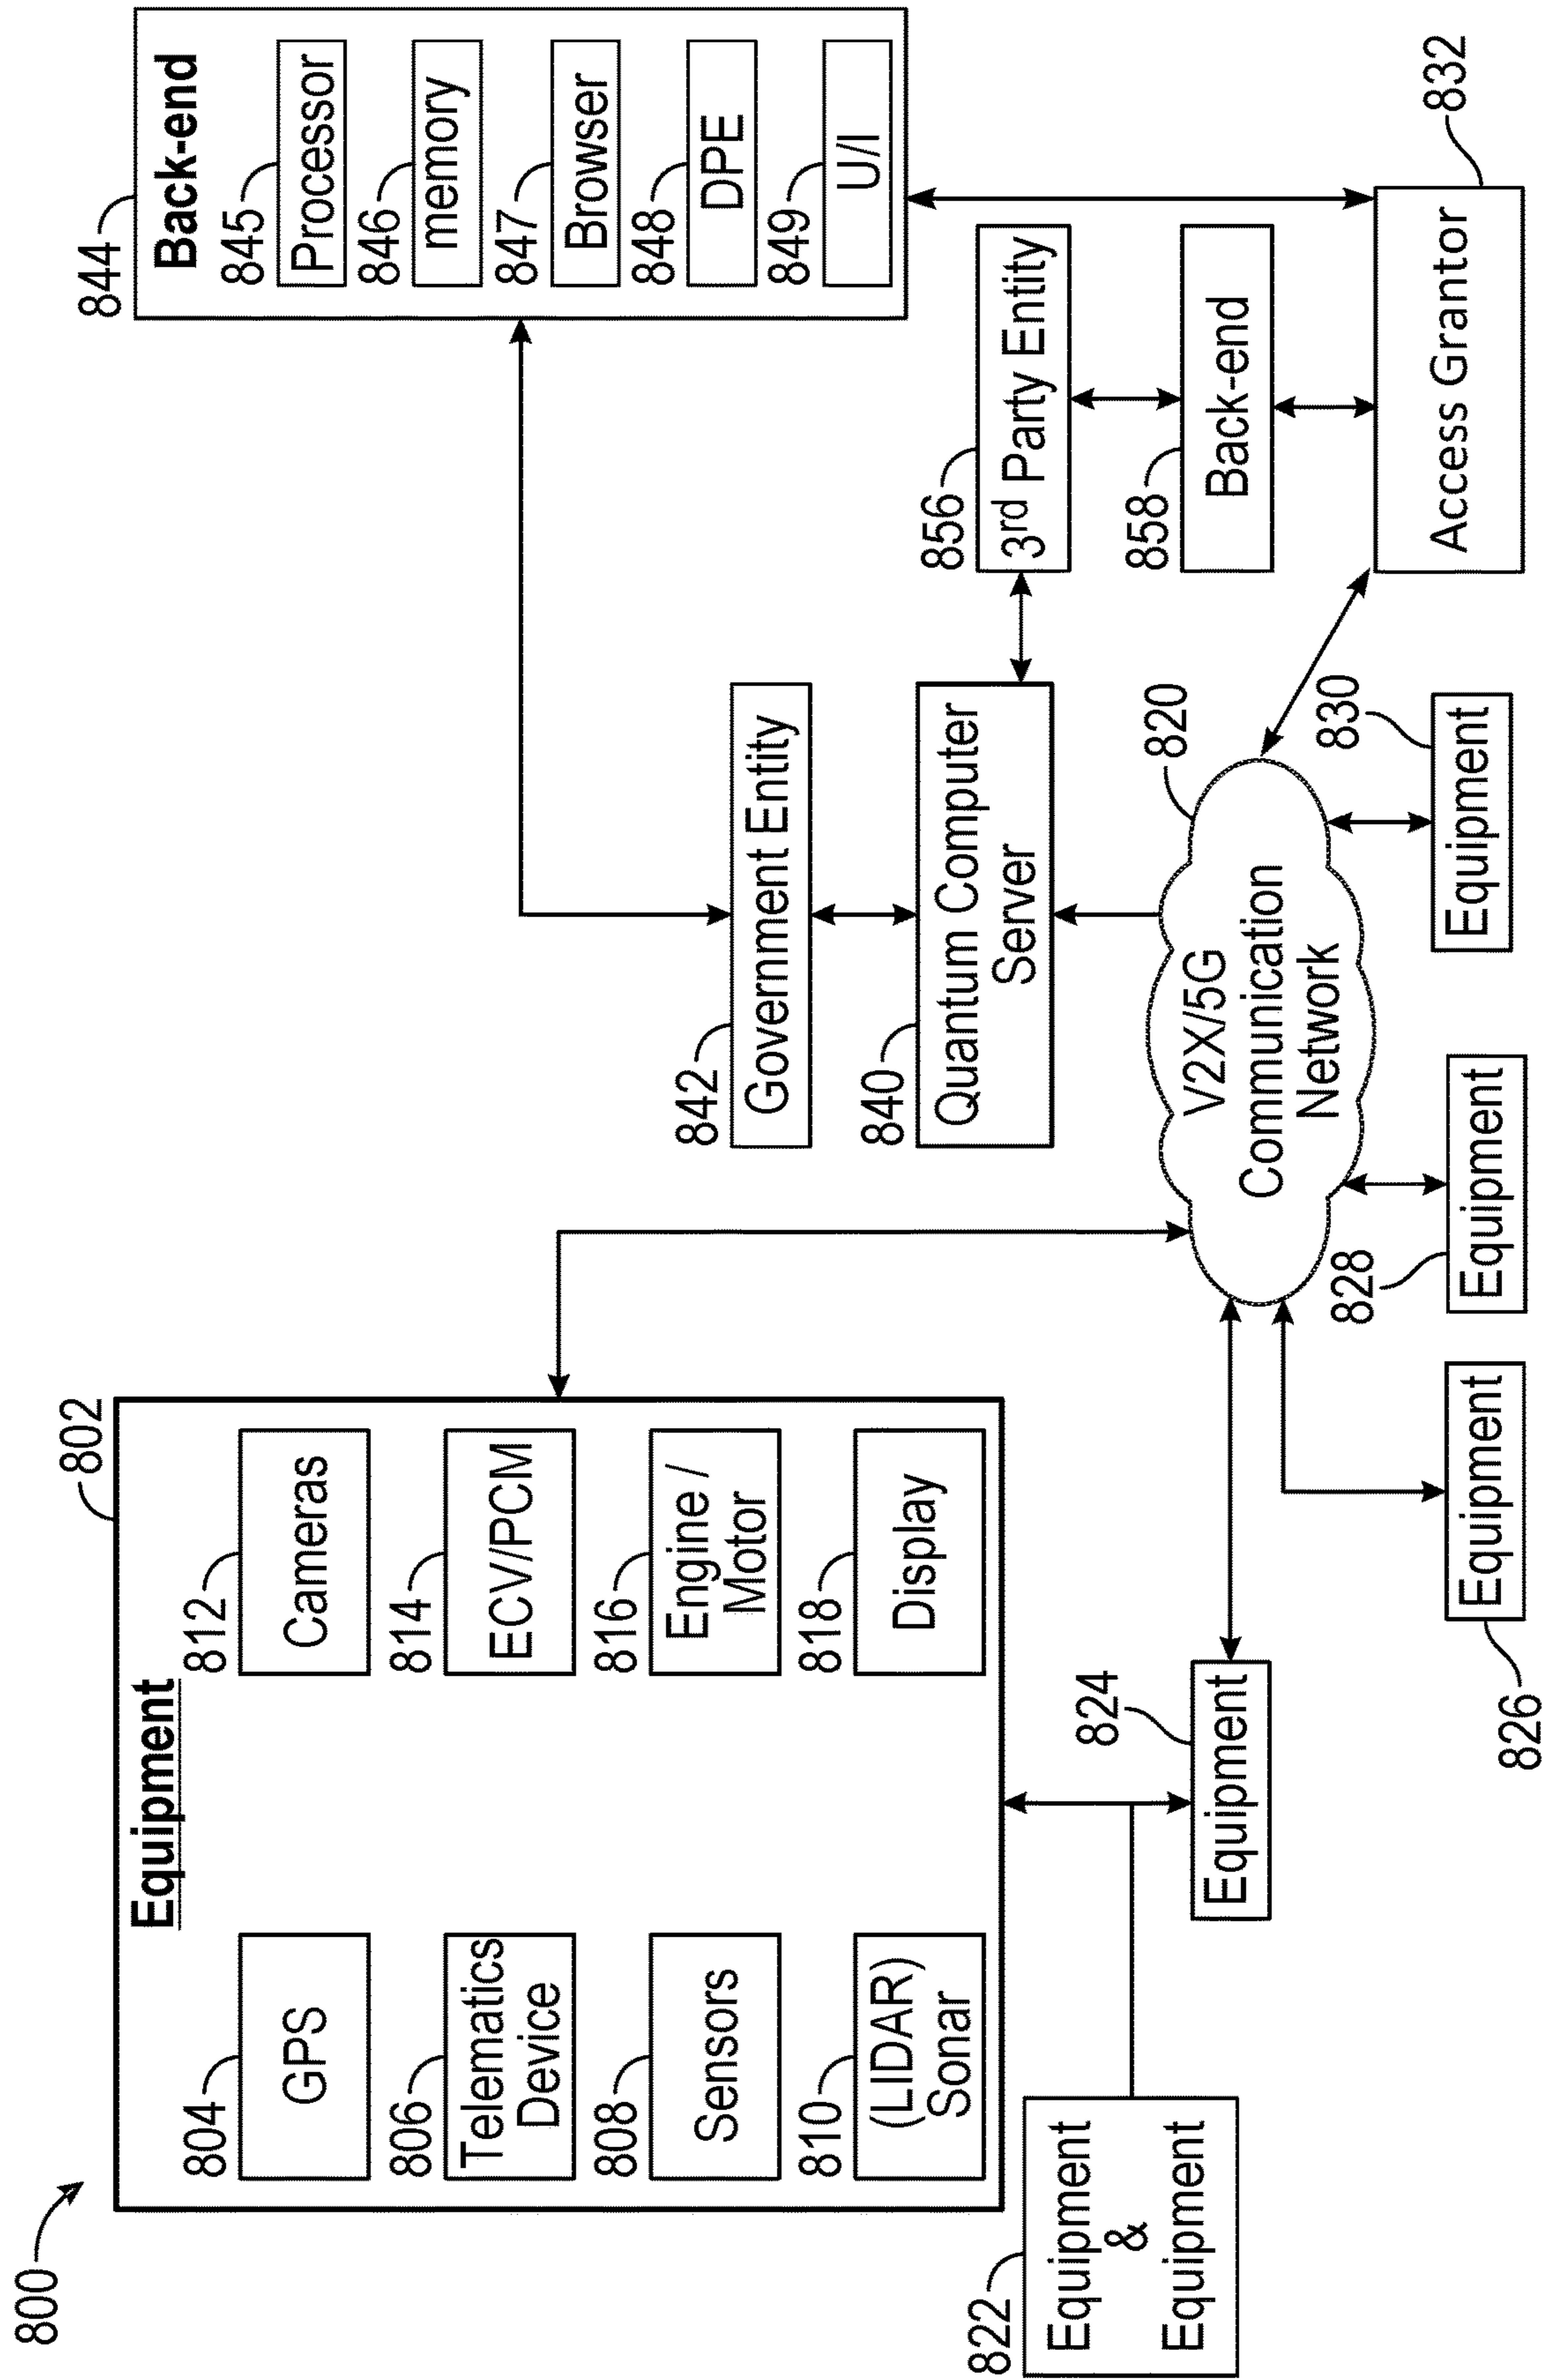 800
802
Equipment
804
GPS
812
Cameras
806
Telematics
Device
814
ECV/PCM
808
Sensors
816
Engine /
Motor
810
(LIDAR)
Sonar
818
Display
822
Equipment
&
Equipment
824
Equipment
826
Equipment
828
Equipment
830
Equipment
820
V2X/5G
Communication
Network
840
Quantum Computer
Server
842
Government Entity
844
Back-end
845
Processor
846
memory
847
Browser
848
DPE
849
U/I
856
3rd Party Entity
858
Back-end
832
Access Grantor